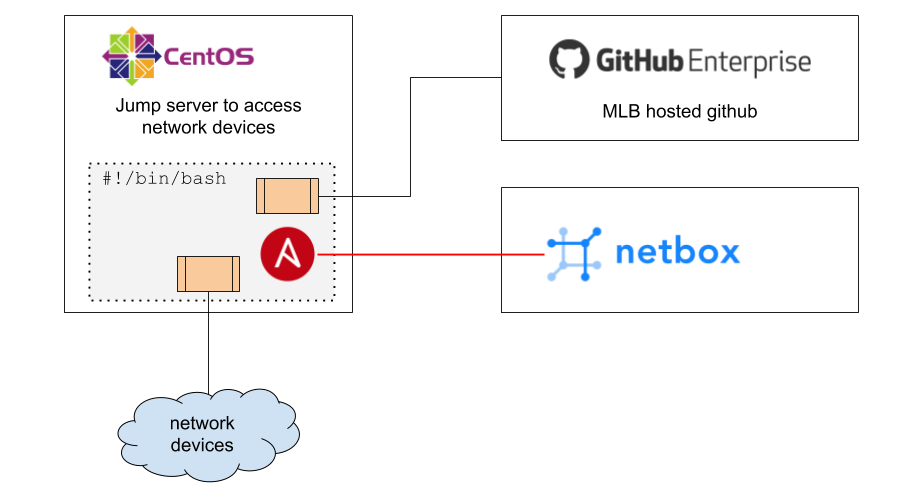 CentOS
Jump server to access
network devices
#!/bin/bash
GitHub Enterprise
MLB hosted github
netbox
network
devices